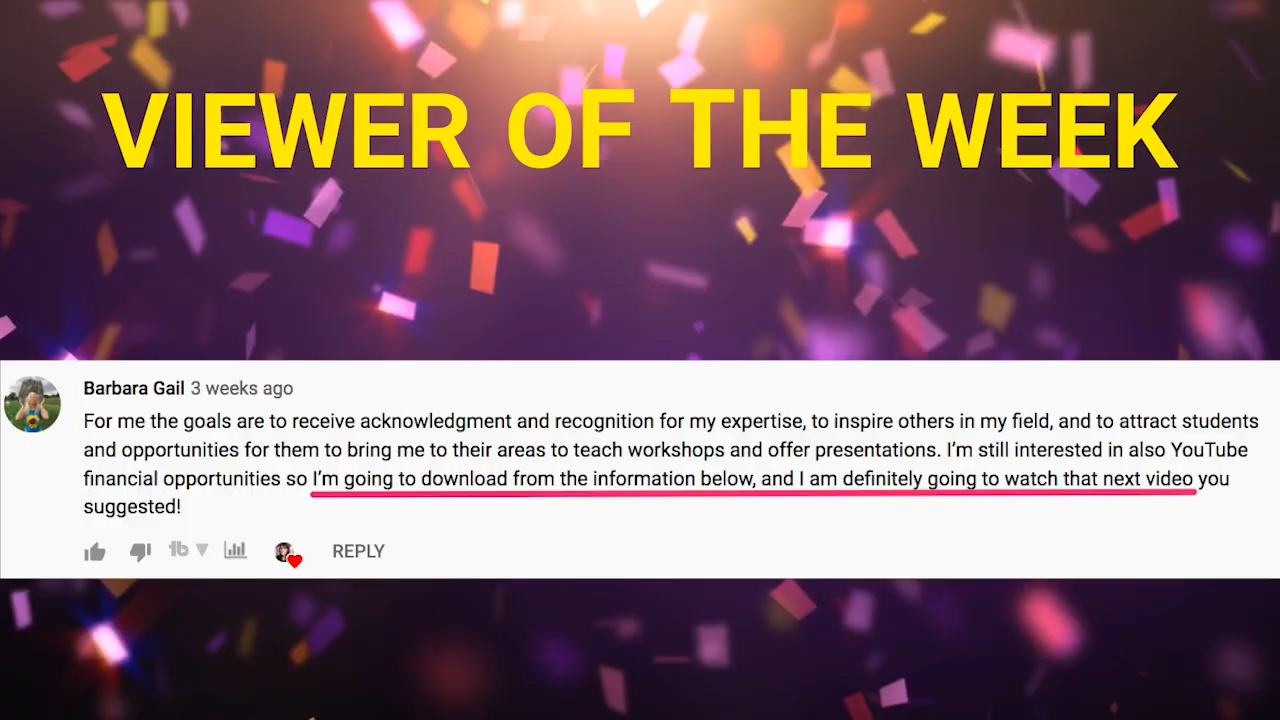 VIEWER OF THE WEEK
Barbara Gail 3 weeks ago
For me the goals are to receive acknowledgment and recognition for my expertise, to inspire others in my field, and to attract students
and opportunities for them to bring me to their areas to teach workshops and offer presentations. I’m still interested in also YouTube
financial opportunities so I’m going to download from the information below, and I am definitely going to watch that next video you
suggested!
tb REPLY